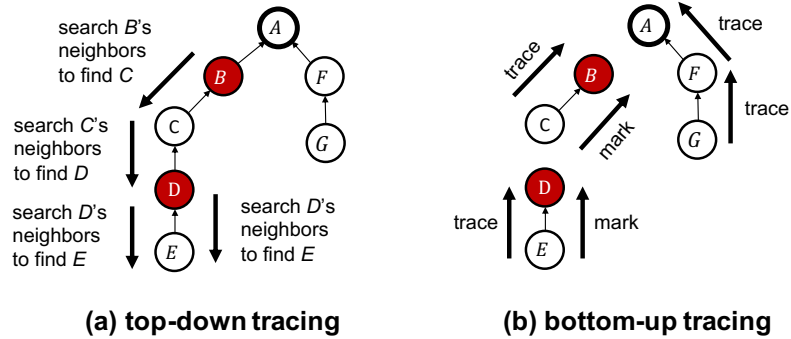 search B's
neighbors
to find C
A
B
F
C
G
search C's
neighbors
to find D
D
search D's
neighbors
to find E
search D's
neighbors
to find E
E
(a) top-down tracing
A
trace
trace
B
F
trace
C
mark
G
D
trace
mark
E
(b) bottom-up tracing